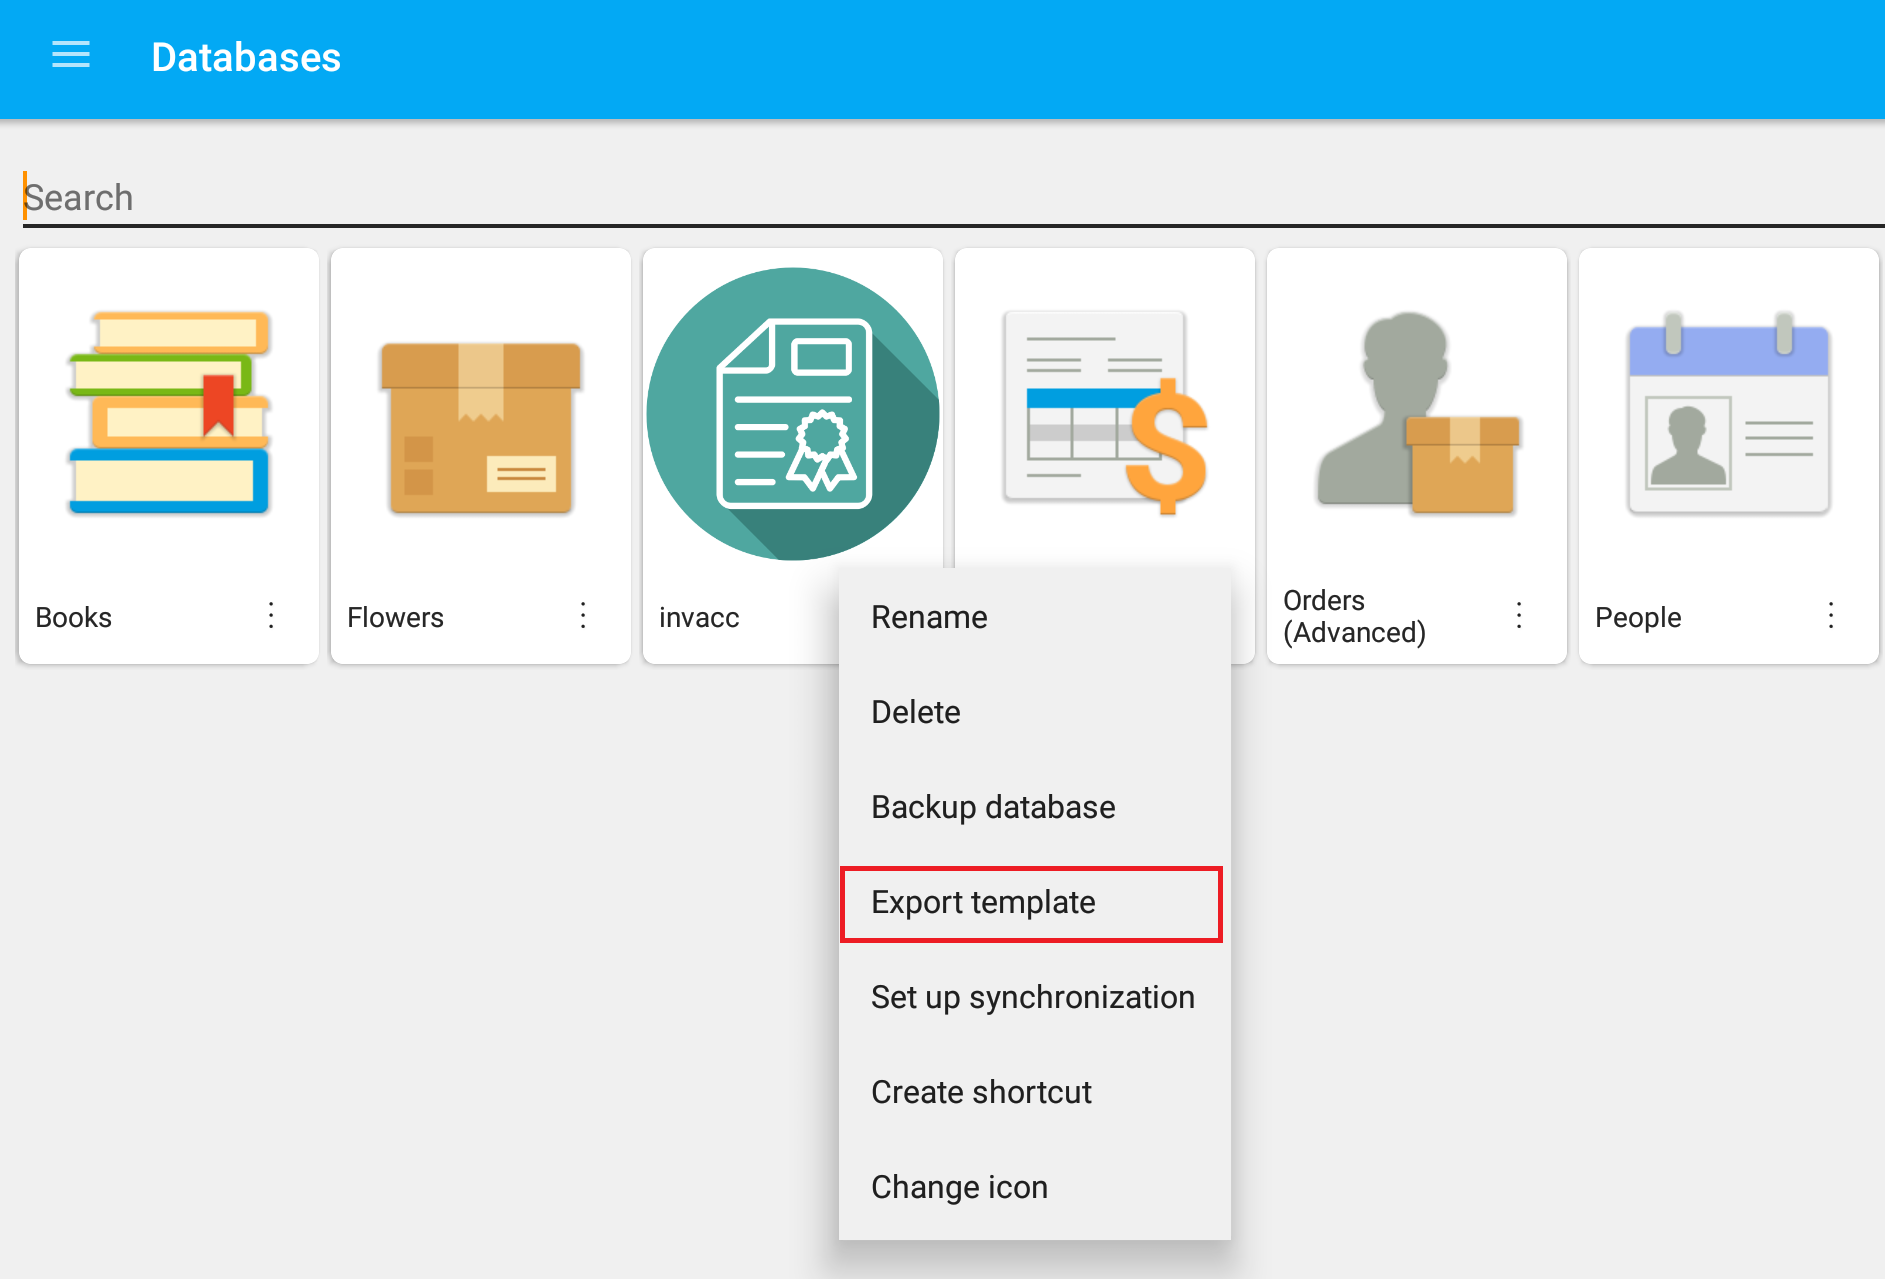 Databases
Search
Books
Flowers
invacc
Orders
(Advanced)
People
Rename
Delete
Backup database
Export template
Set up synchronization
Create shortcut
Change icon